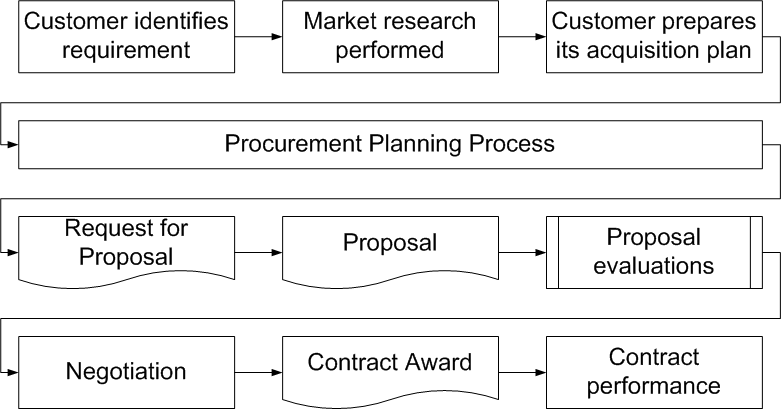 Customer identifies
requirement
Market research
performed
Customer prepares
its acquisition plan
Procurement Planning Process
Request for
Proposal
Proposal
Proposal
evaluations
Negotiation
Contract Award
Contract
performance